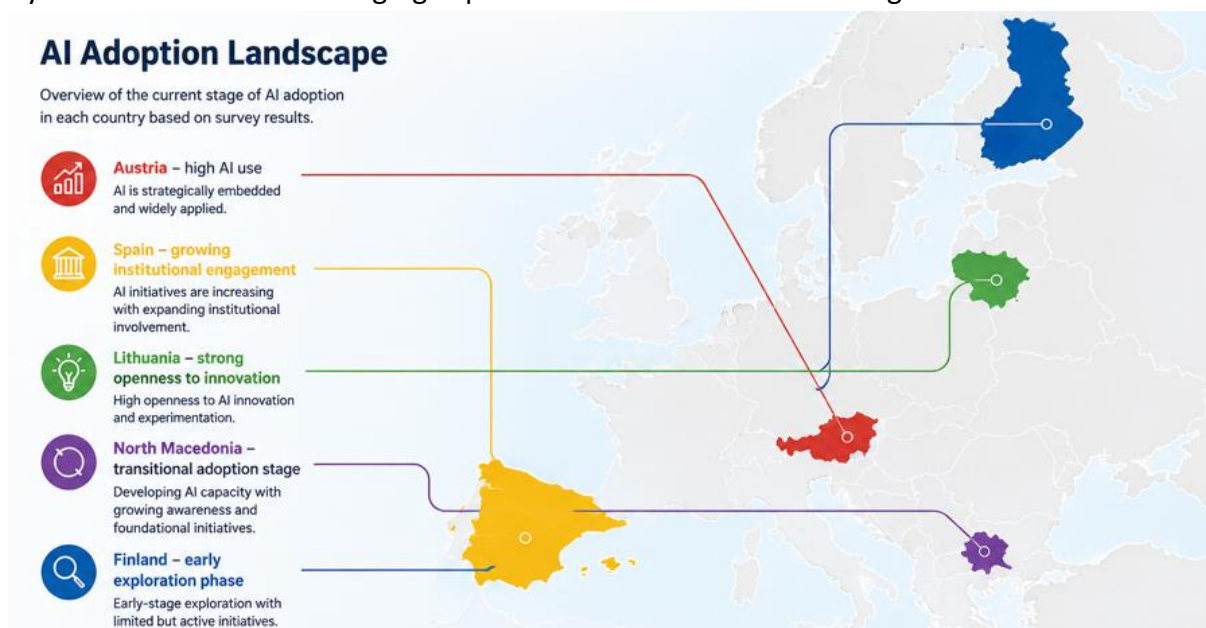 AI Adoption Landscape
Overview of the current stage of AI adoption
in each country based on survey results.
Austria – high AI use
AI is strategically embedded
and widely applied.
Spain – growing
institutional engagement
AI initiatives are increasing
with expanding institutional
involvement.
Lithuania – strong
openness to innovation
High openness to AI innovation
and experimentation.
North Macedonia –
transitional adoption stage
Developing AI capacity with
growing awareness and
foundational initiatives.
Finland – early
exploration phase
Early-stage exploration with
limited but active initiatives.